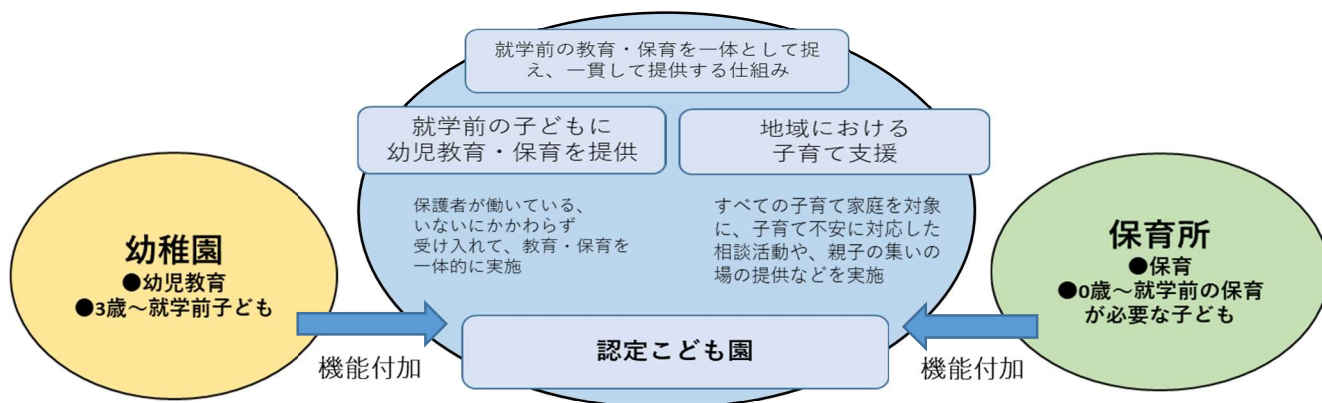 就学前の教育・保育を一体として捉
え、一貫して提供する仕組み
就学前の子どもに
幼児教育・保育を提供
地域における
子育て支援
保護者が働いている、
いないにかかわらず
受け入れて、教育・保育を
一体的に実施
すべての子育て家庭を対象
に、子育て不安に対応した
相談活動や、親子の集いの
場の提供などを実施
幼稚園
●幼児教育
●3歳～就学前子ども
保育所
●保育
●0歳～就学前の保育
が必要な子ども
機能付加
認定こども園
機能付加